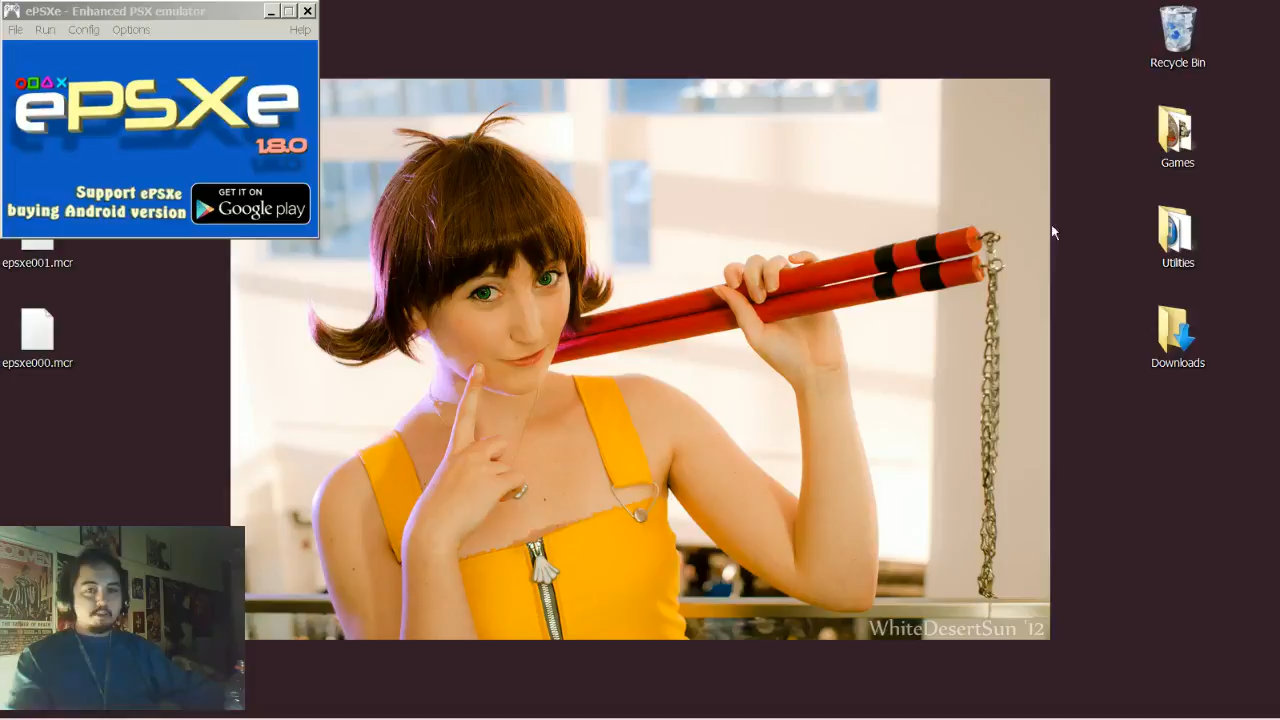 ePSXe - Enhanced PSX emulator
File Run Config Options Help
ePSXe
1.8.0
Support ePSXe
buying Android version
GET IT ON
Google play
epsxe001.mcr
epsxe000.mcr
Recycle Bin
Games
Utilities
Downloads
WhiteDesertSun '12